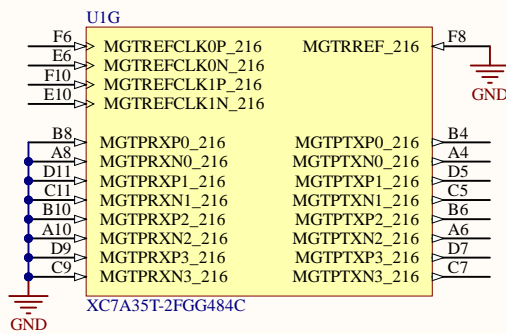 U1G
F6 MGTREFCLK0P_216 MGTRREF_216 F8
E6 MGTREFCLK0N_216
F10 MGTREFCLK1P_216
E10 MGTREFCLK1N_216
GND
B8 MGTPRXP0_216 MGTPTXP0_216 B4
A8 MGTPRXN0_216 MGTPTXN0_216 A4
D11 MGTPRXP1_216 MGTPTXP1_216 D5
C11 MGTPRXN1_216 MGTPTXN1_216 C5
B10 MGTPRXP2_216 MGTPTXP2_216 B6
A10 MGTPRXN2_216 MGTPTXN2_216 A6
D9 MGTPRXP3_216 MGTPTXP3_216 D7
C9 MGTPRXN3_216 MGTPTXN3_216 C7
XC7A35T-2FGG484C
GND